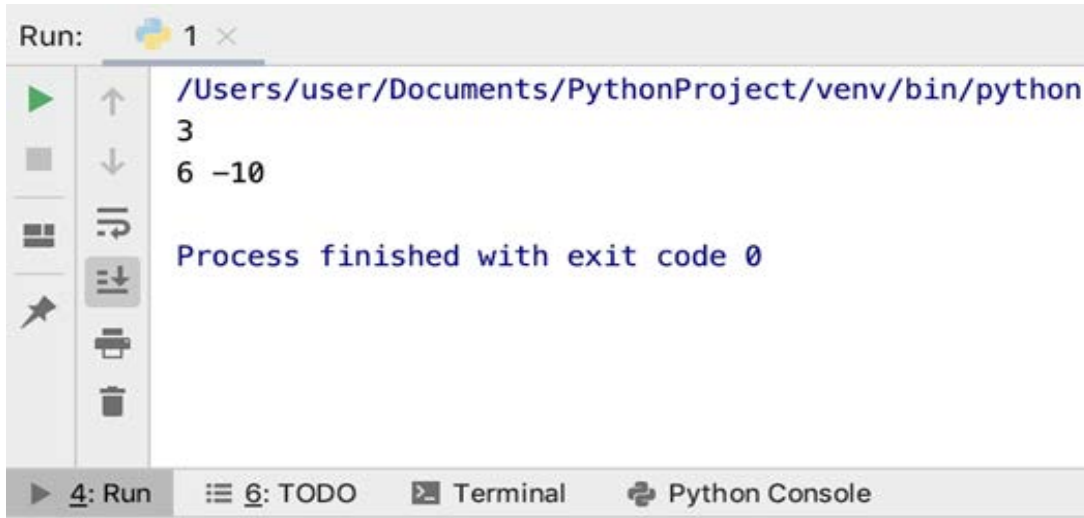 Run: 1
/Users/user/Documents/PythonProject/venv/bin/python
3
6 -10
Process finished with exit code 0
4: Run 6: TODO Terminal Python Console